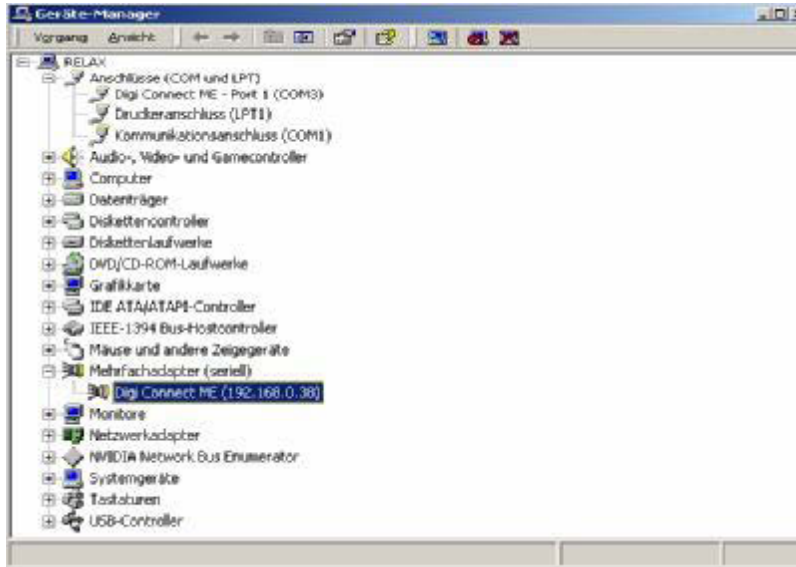 Geräte-Manager
Vorgang Ansicht
RELAX
Anschlüsse (COM und LPT)
Digi Connect ME - Port 1 (COM3)
Druckeranschluss (LPT1)
Kommunikationsanschluss (COM1)
Audio-, Video- und Gamecontroller
Computer
Datenträger
Diskettencontroller
Diskettenlaufwerke
DVD/CD-ROM-Laufwerke
Grafikkarte
IDE ATA/ATAPI-Controller
IEEE-1394 Bus-Hostcontroller
Mäuse und andere Zeigegeräte
Mehrfachadapter (seriell)
Digi Connect ME (192.168.0.38)
Monitore
Netzwerkadapter
NVIDIA Network Bus Enumerator
Systemgeräte
Tastaturen
USB-Controller